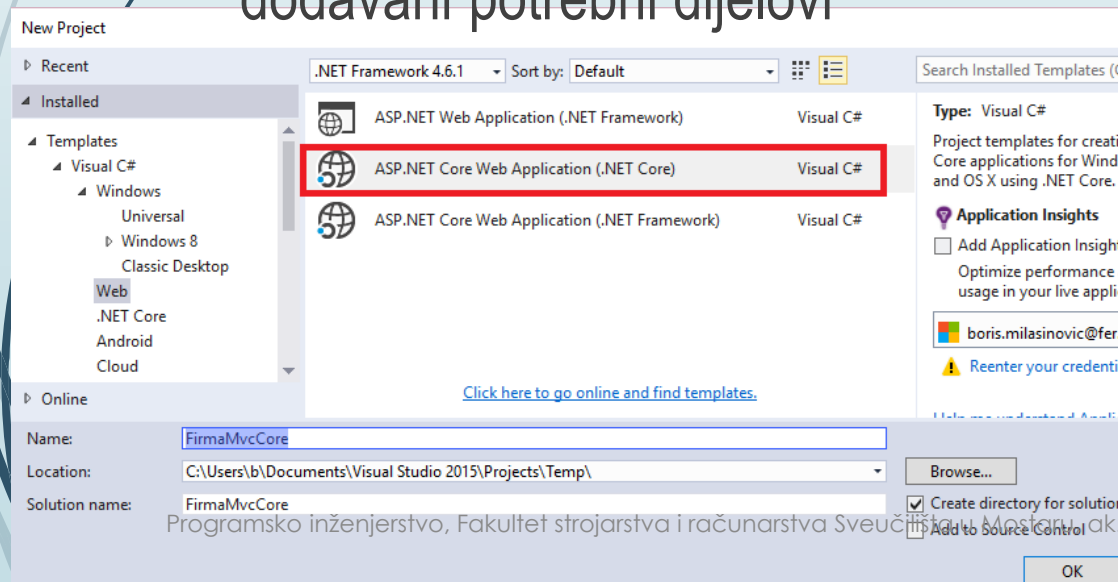 dodavani potrebni dijelovi
New Project
Recent
.NET Framework 4.6.1 Sort by: Default
Search Installed Templates (
Installed
Templates
Visual C#
Windows
Universal
Windows 8
Classic Desktop
Web
.NET Core
Android
Cloud
Online
ASP.NET Web Application (.NET Framework) Visual C#
ASP.NET Core Web Application (.NET Core) Visual C#
ASP.NET Core Web Application (.NET Framework) Visual C#
Click here to go online and find templates.
Type: Visual C#
Project templates for creati
Core applications for Wind
and OS X using .NET Core.
Application Insights
Add Application Insigh
Optimize performance
usage in your live appli
boris.milasinovic@fer
Reenter your credenti
Name: FirmaMvcCore
Location: C:\Users\b\Documents\Visual Studio 2015\Projects\Temp\ Browse...
Solution name: FirmaMvcCore
Create directory for solution
Add to Source Control
Programsko inženjerstvo, Fakultet strojarstva i računarstva Sveučilišta u Mostaru, ak.
OK